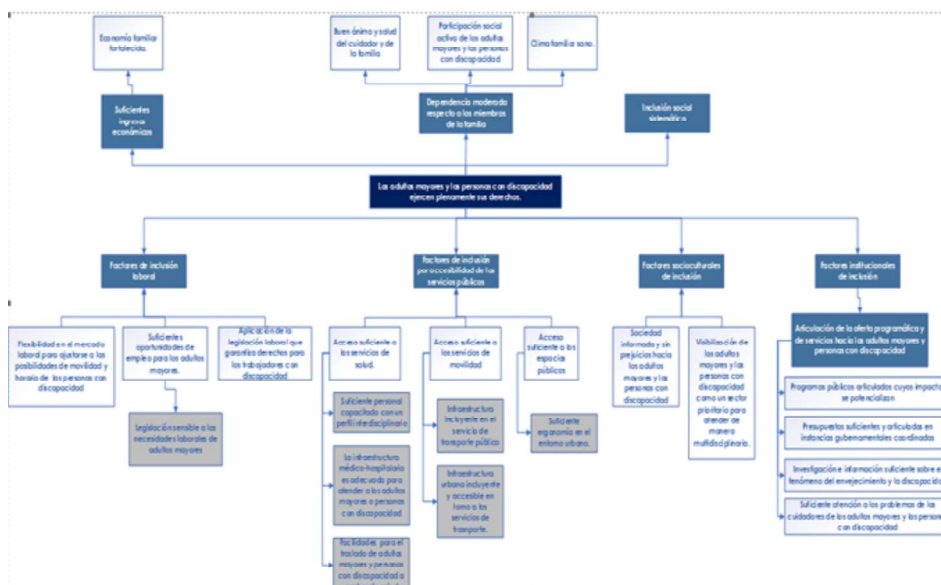 Economía familiar
fortalecida.
Buen ánimo y salud
del cuidador y de
la familia
Participación social
activa de los adultos
mayores y las personas
con discapacidad
Clima familiar sano.
Suficientes
ingresos
económicos
Dependencia moderada
respecto a los miembros
de la familia
Inclusión social
sistemática
Los adultos mayores y las personas con discapacidad
ejercen plenamente sus derechos.
Factores de inclusión
laboral
Factores de inclusión
por accesibilidad de los
servicios públicos
Factores socioculturales
de inclusión
Factores institucionales
de inclusión
Flexibilidad en el mercado
laboral para ajustarse a las
posibilidades de movilidad y
horario de las personas con
discapacidad
Suficientes
oportunidades de
empleo para los adultos
mayores.
Aplicación de la
legislación laboral que
garantiza derechos para
los trabajadores con
discapacidad
Legislación sensible a las
necesidades laborales de
adultos mayores
Acceso suficiente
a los servicios de
salud.
Acceso suficiente a
los servicios de
movilidad
Acceso
suficiente a los
espacios
públicos
Suficiente personal
capacitado con un
perfil interdisciplinario
La infraestructura
médico-hospitalaria
es adecuada para
atender a los adultos
mayores o personas
con discapacidad
Facilidades para el
traslado de adultos
mayores y personas
con discapacidad a
Infraestructura
incluyente en el
servicio de
transporte público
Infraestructura
urbana incluyente y
accesible en
torno a los
servicios de
transporte.
Suficiente
ergonomía en el
entorno urbano.
Sociedad
informada y sin
prejuicios hacia
los adultos
mayores y las
personas con
discapacidad
Visibilización de
los adultos
mayores y las
personas con
discapacidad
como un sector
prioritario para
atender de
manera
multidisciplinaria.
Articulación de la oferta programática y
de servicios hacia los adultos mayores y
personas con discapacidad
Programas públicos articulados cuyos impactos
se potencializan
Presupuestos suficientes y articulados en
instancias gubernamentales coordinadas
Investigación e información suficiente sobre el
fenómeno del envejecimiento y la discapacidad
Suficiente atención a los problemas de los
cuidadores de los adultos mayores y las personas
con discapacidad